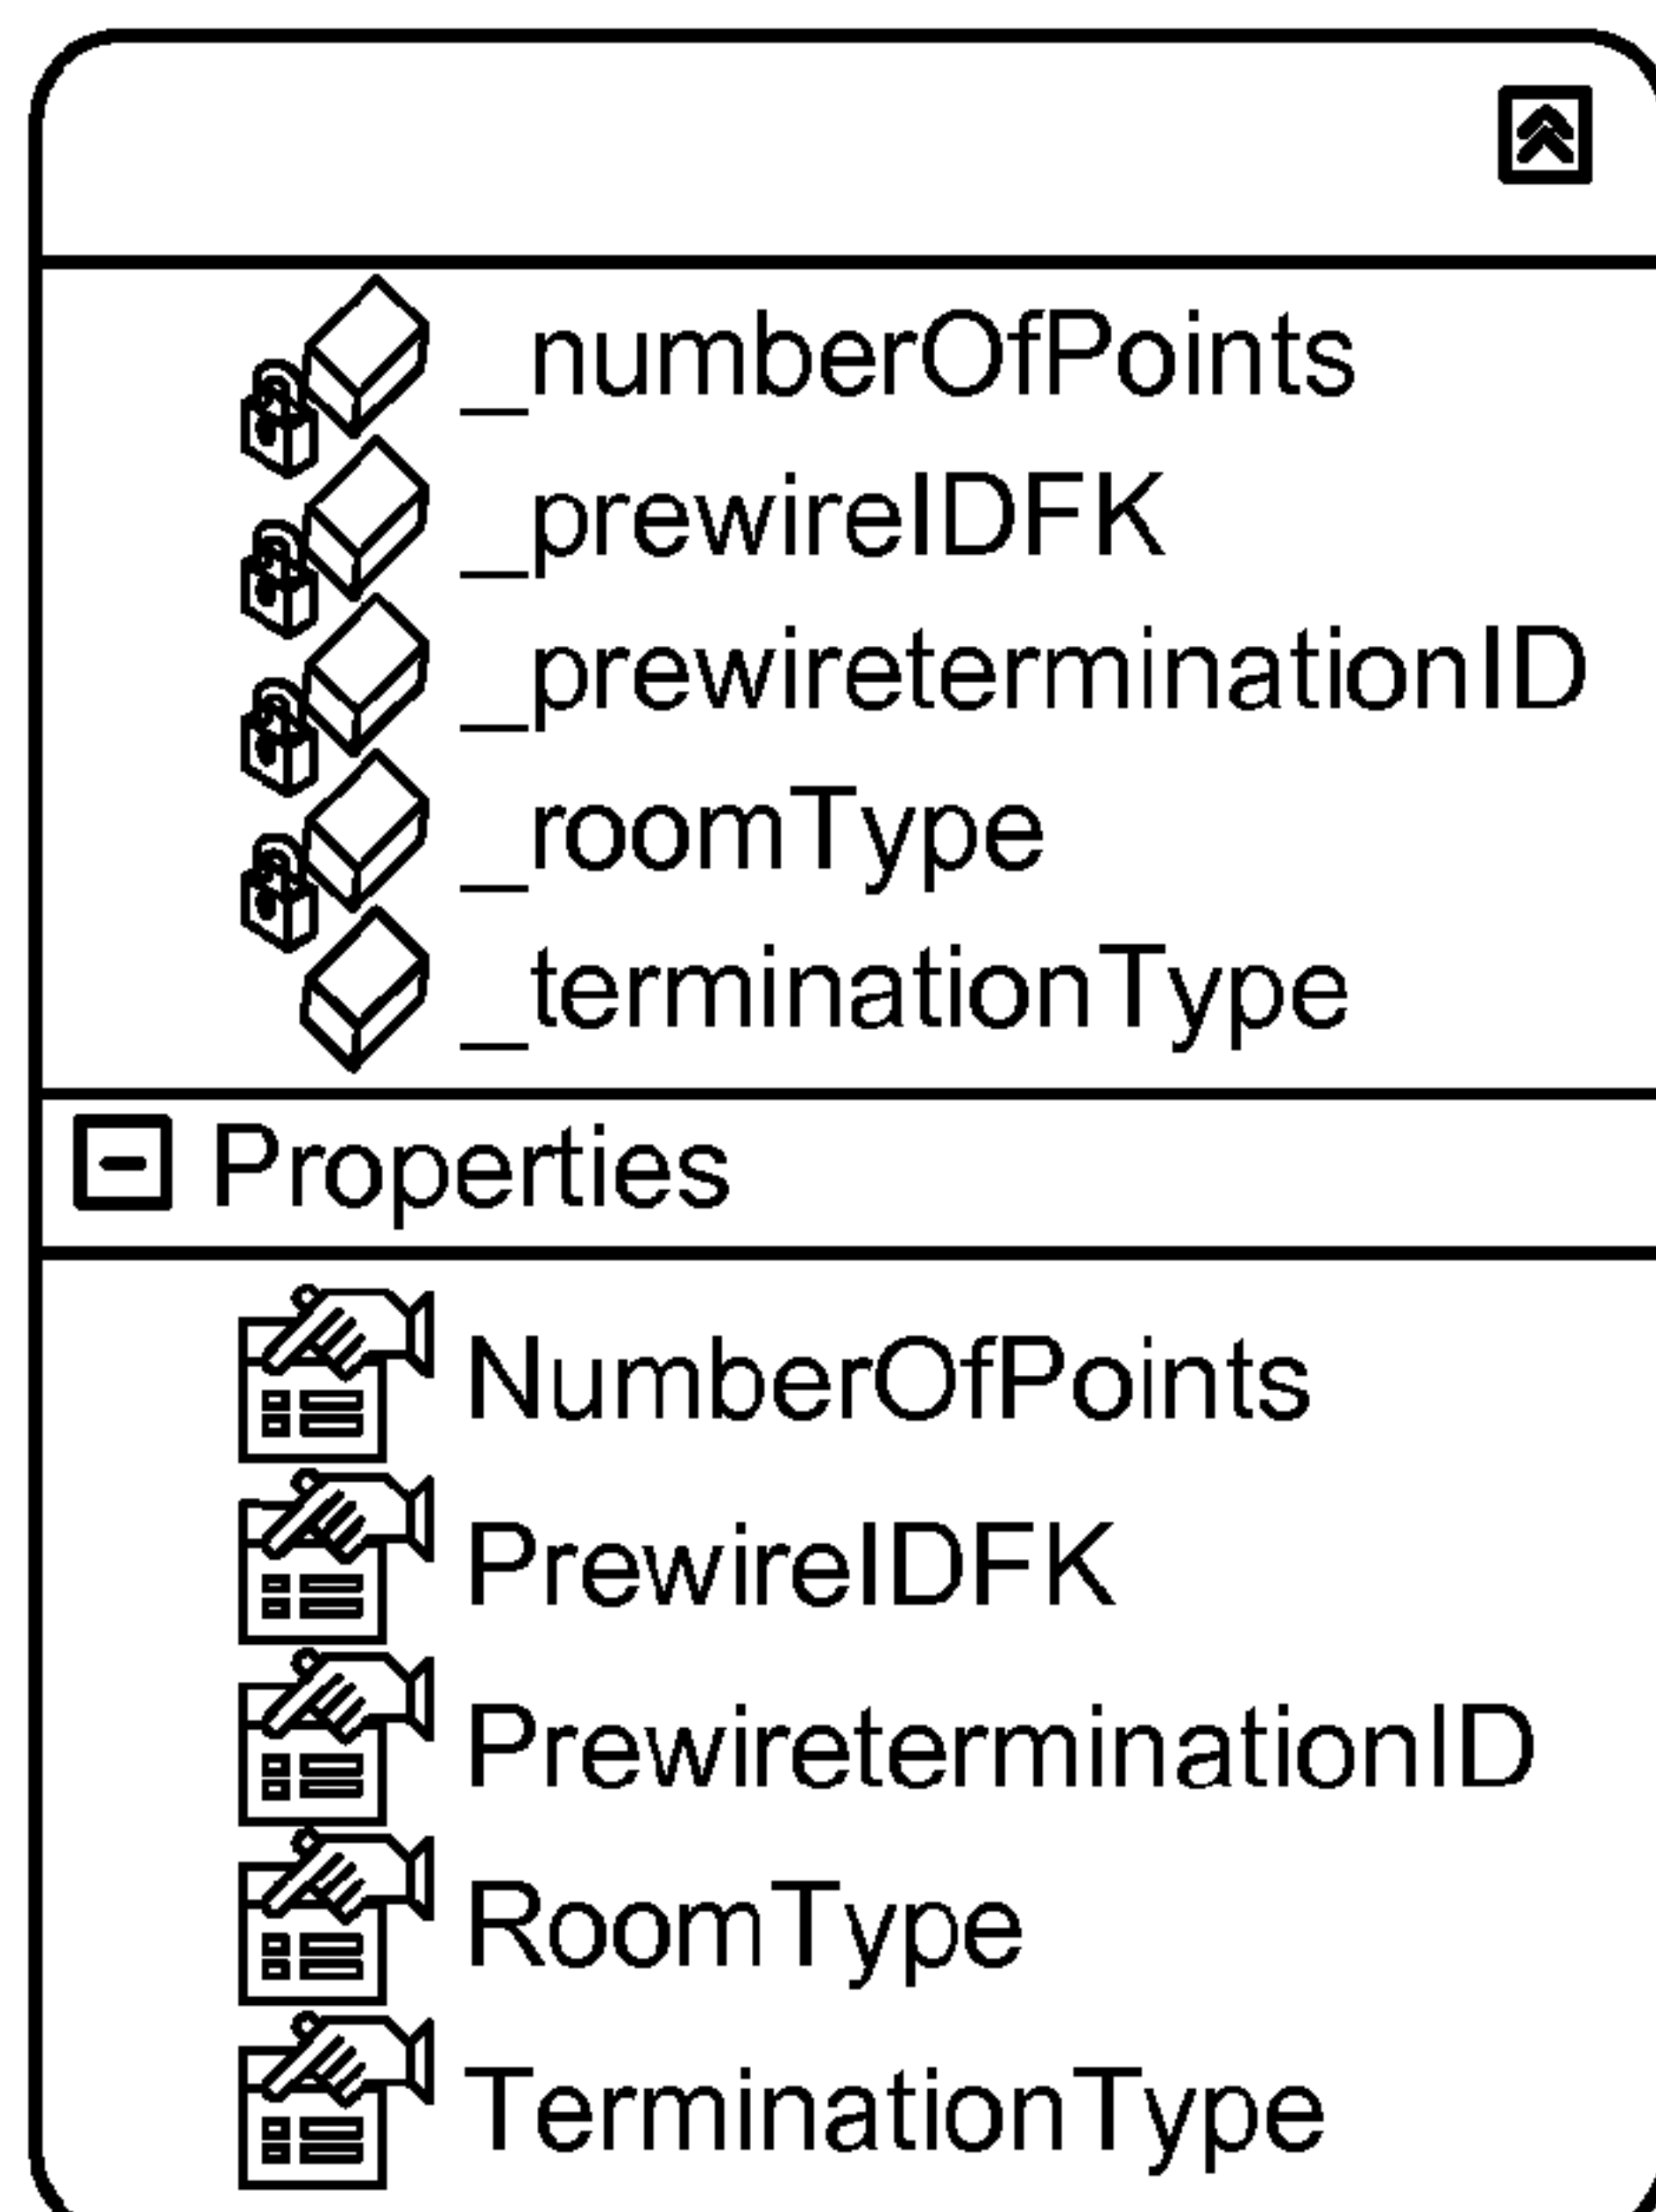 _numberOfPoints
_prewireIDFK
_prewireterminationID
_roomType
_terminationType
Properties
NumberOfPoints
PrewireIDFK
PrewireterminationID
RoomType
TerminationType